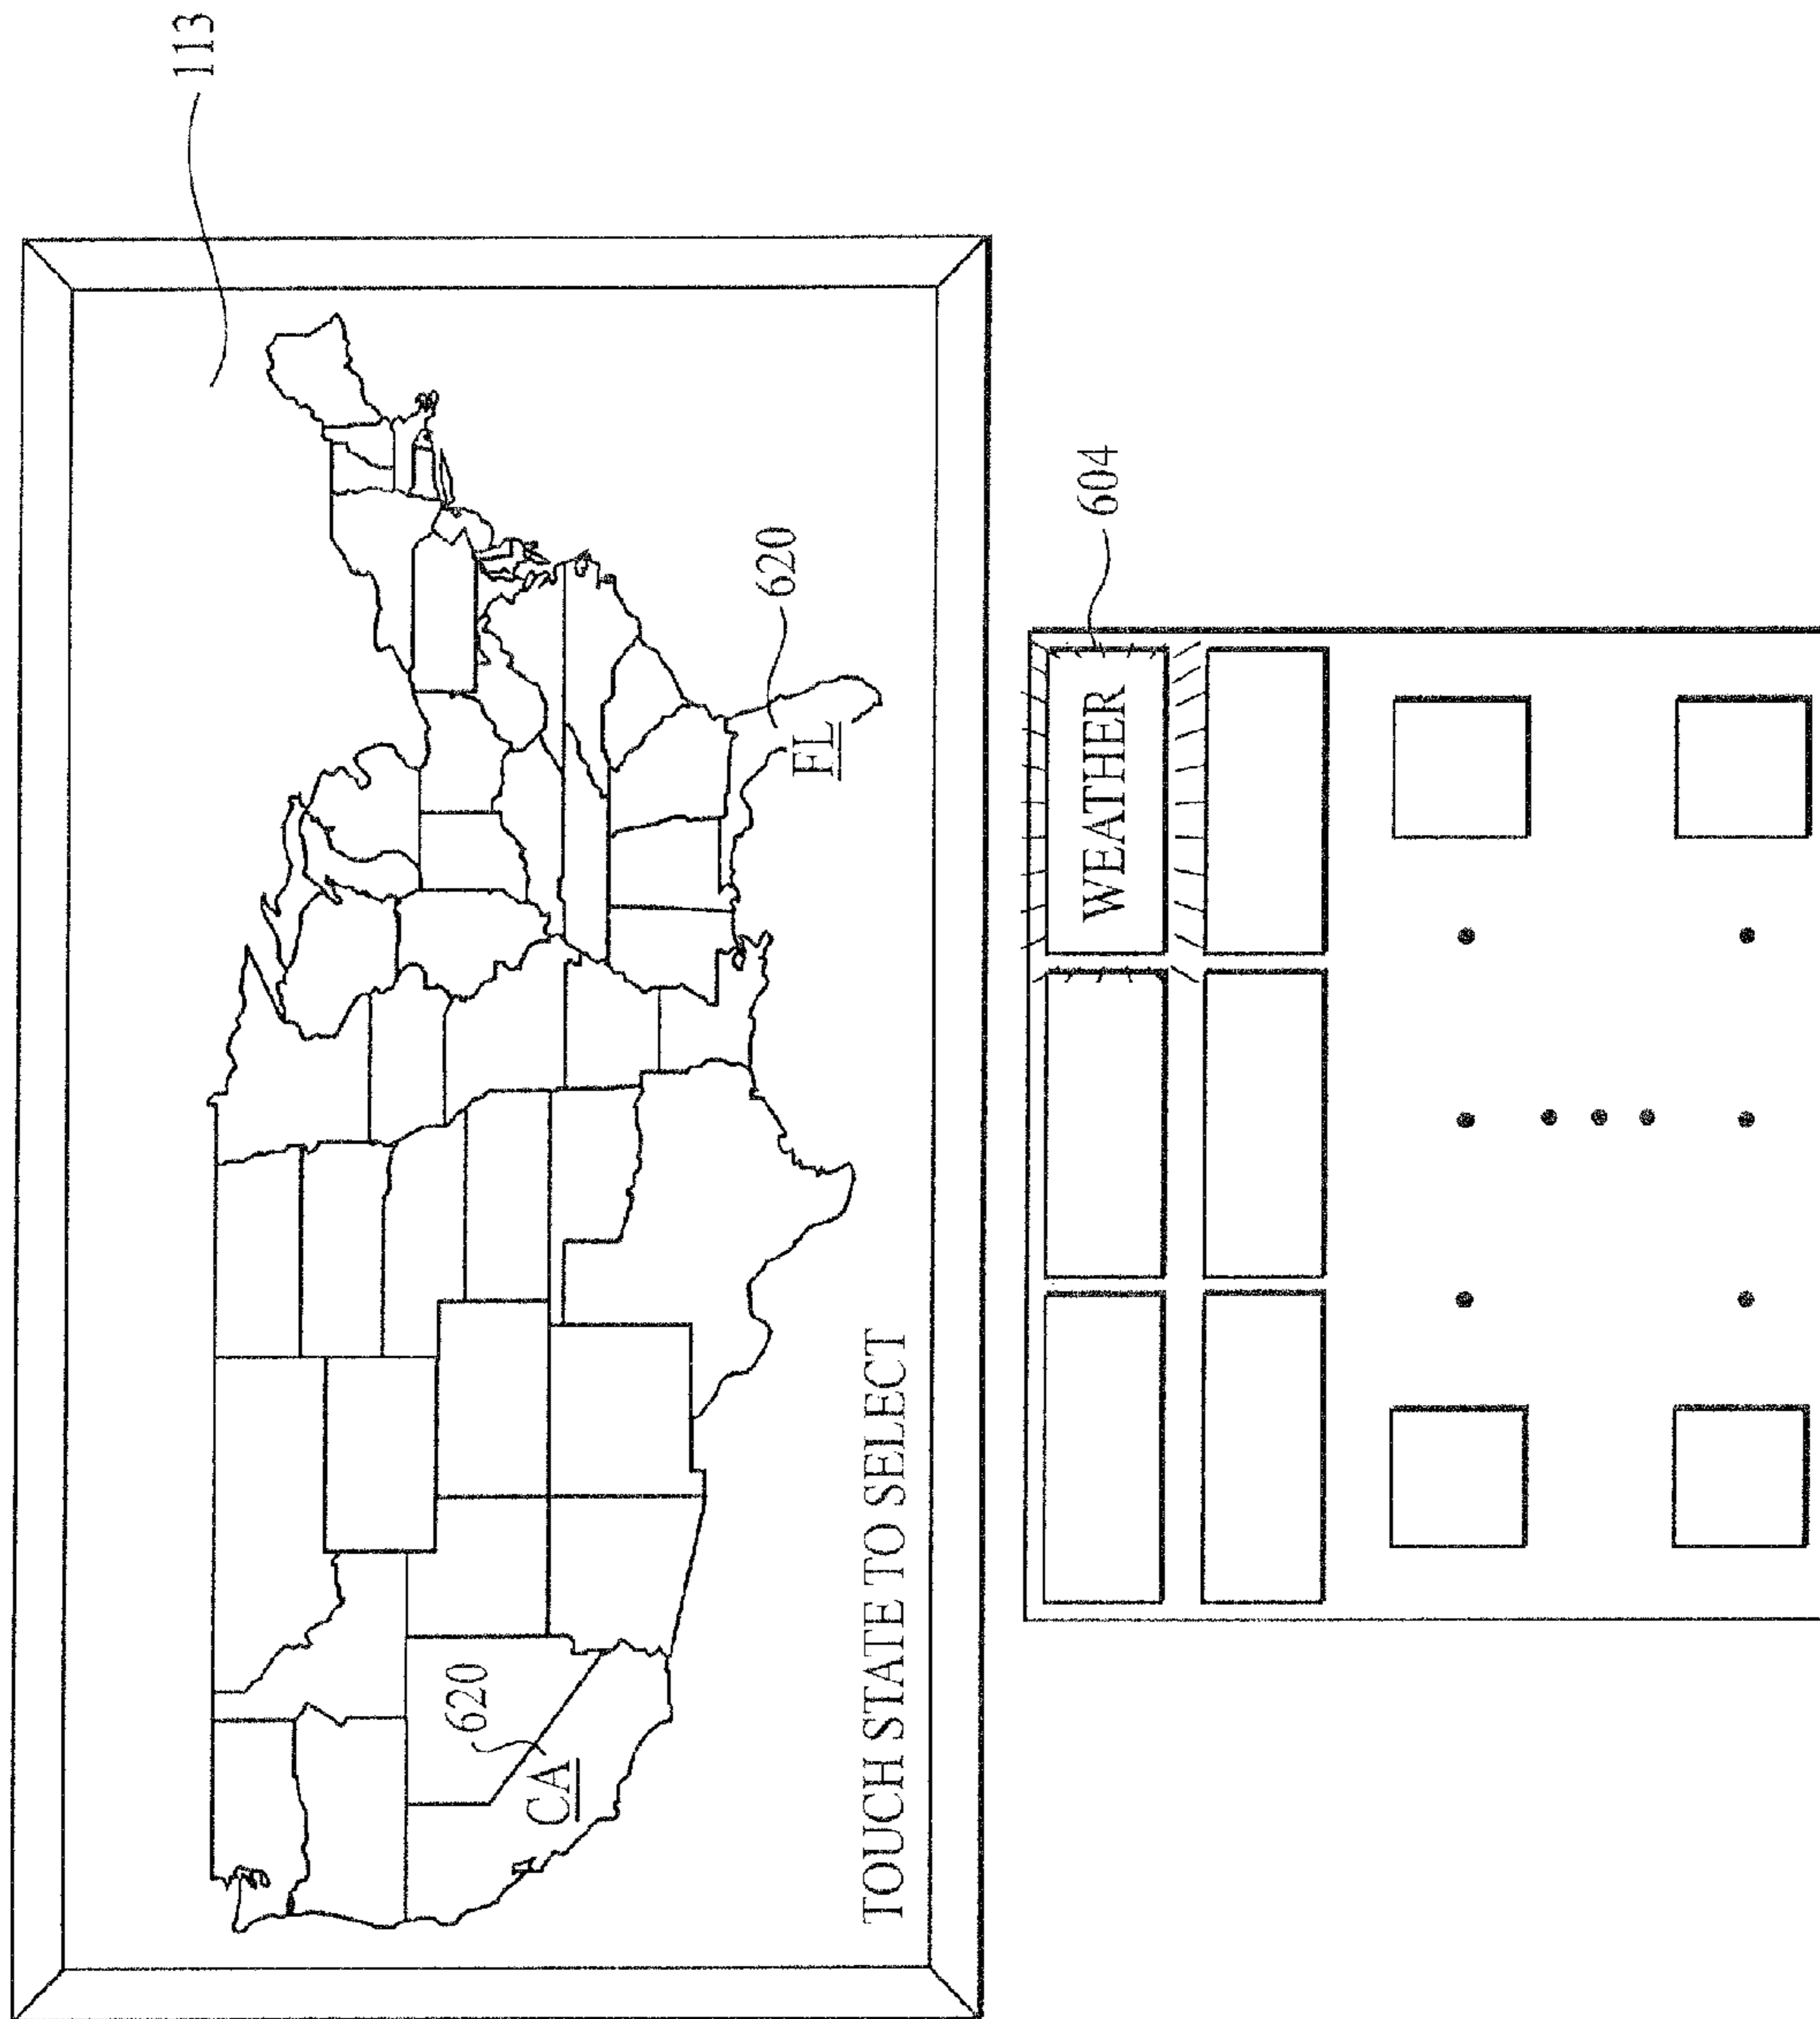 113
620
CA
620
FL
TOUCH STATE TO SELECT
WEATHER
604